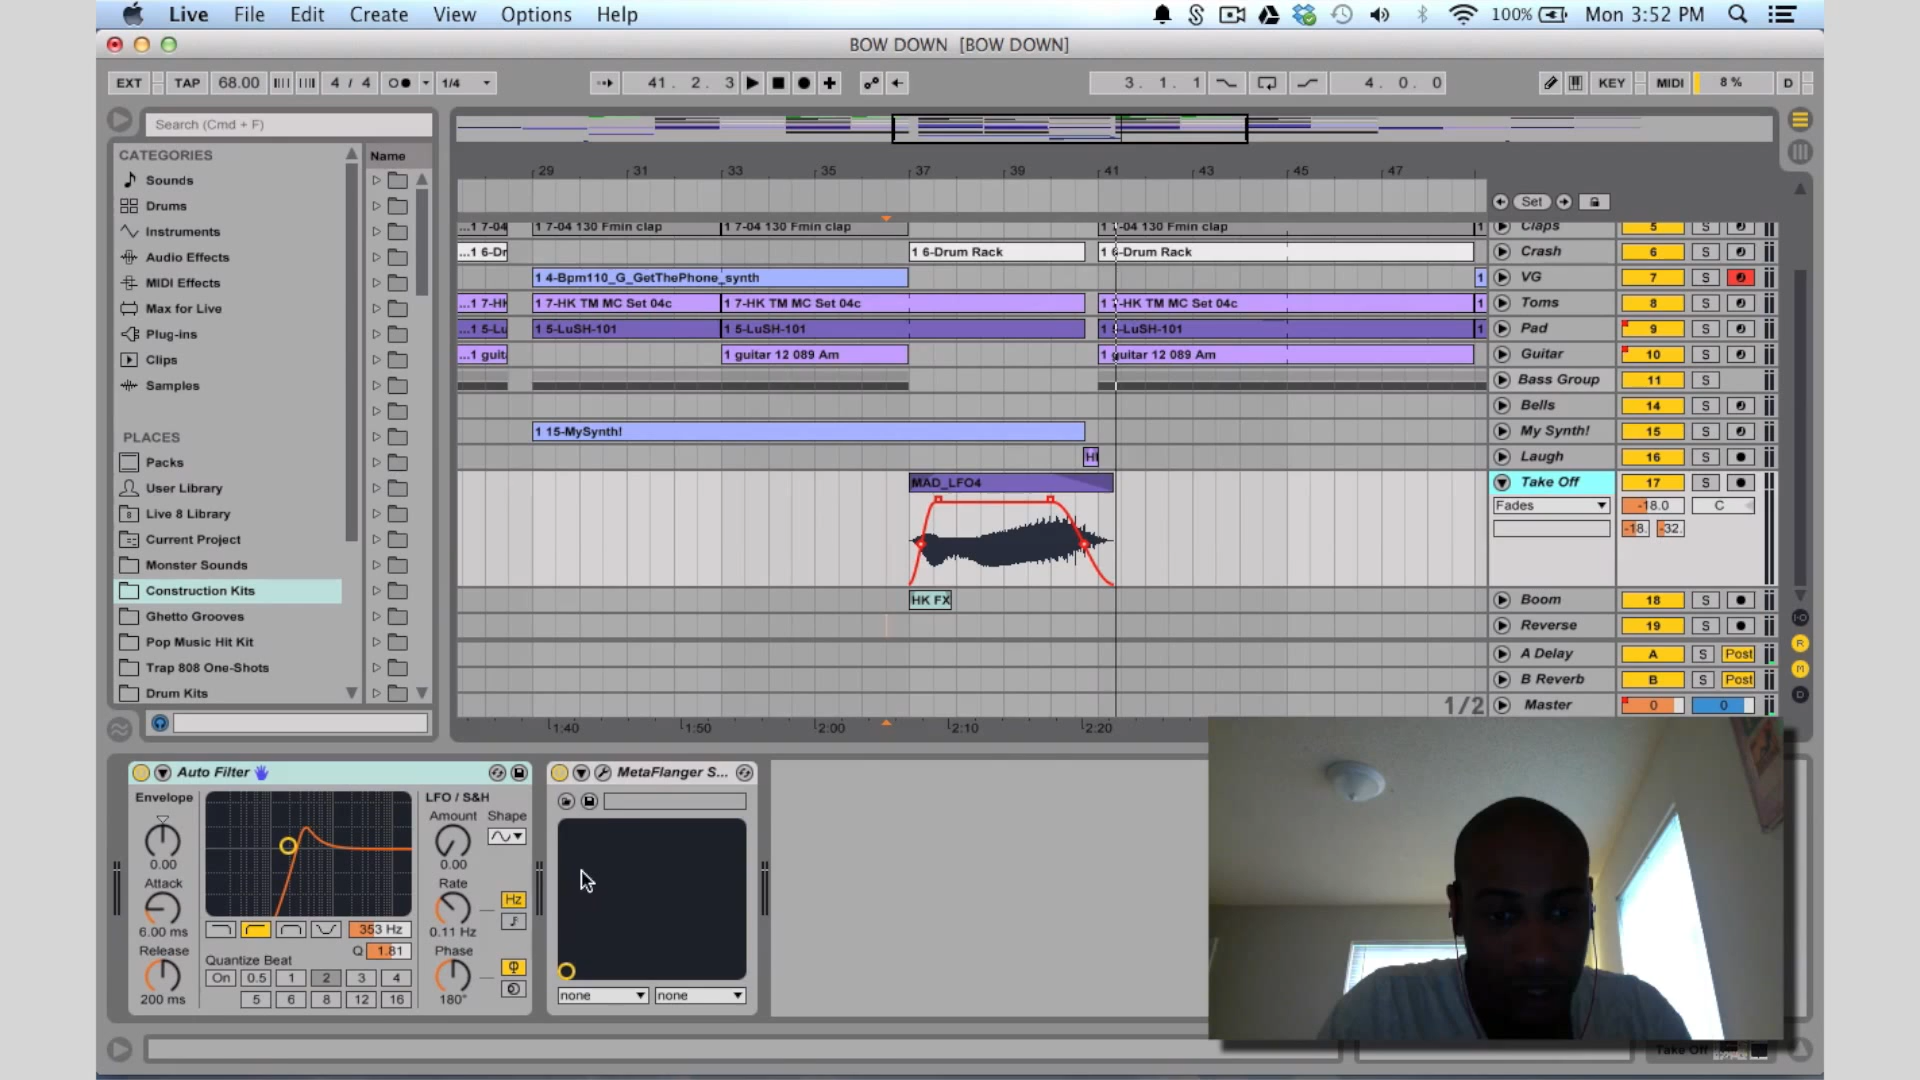 Live File Edit Create View Options Help 100% Mon 3:52 PM
BOW DOWN [BOW DOWN]
EXT TAP 68.00 4 / 4 1/4 41. 2. 3 3. 1. 1 4. 0. 0 KEY MIDI 8 % D
Search (Cmd + F)
CATEGORIES Name
Sounds
Drums
Instruments
Audio Effects
MIDI Effects
Max for Live
Plug-ins
Clips
Samples
PLACES
Packs
User Library
Live 8 Library
Current Project
Monster Sounds
Construction Kits
Ghetto Grooves
Pop Music Hit Kit
Trap 808 One-Shots
Drum Kits
29 31 33 35 37 39 41 43 45 47
Set
...1 7-04 1 7-04 130 Fmin clap 1 7-04 130 Fmin clap -04 130 Fmin clap Claps 5 S
...1 6-Dr 1 6-Drum Rack 1 6-Drum Rack Crash 6 S
1 4-Bpm110_G_GetThePhone_synth 1 VG 7 S
...1 7-HK 1 7-HK TM MC Set 04c 1 7-HK TM MC Set 04c -HK TM MC Set 04c Toms 8 S
...1 5-Lu 1 5-LuSH-101 1 5-LuSH-101 -LuSH-101 1 Pad 9 S
...1 guit 1 guitar 12 089 Am 1 guitar 12 089 Am Guitar 10 S
Bass Group 11 S
Bells 14 S
1 15-MySynth! My Synth! 15 S
Laugh 16 S
MAD_LFO4 Take Off 17 S
Fades -18.0 C
-18. -32.
HK FX Boom 18 S
Reverse 19 S
A Delay A S Post
B Reverb B S Post
1/2 Master 0 0
1:40 1:50 2:00 2:10 2:20
I-O
R
M
D
Auto Filter
Envelope
0.00
Attack
6.00 ms
Release
200 ms
353 Hz
Q 1.81
Quantize Beat
On 0.5 1 2 3 4
5 6 8 12 16
LFO / S&H
Amount Shape
0.00
Rate
Hz
0.11 Hz
Phase
180°
MetaFlanger S...
none none
Take Off